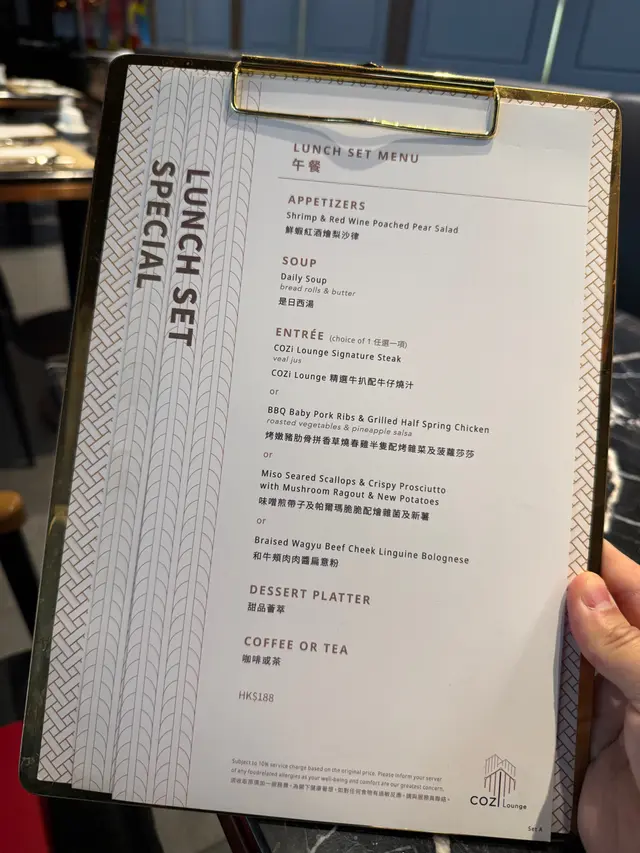 LUNCH SET
SPECIAL
LUNCH SET MENU
午餐
APPETIZERS
Shrimp & Red Wine Poached Pear Salad
鮮蝦紅酒燴梨沙律
SOUP
Daily Soup
bread rolls & butter
是日西湯
ENTRÉE (choice of 1 任選一項)
COZi Lounge Signature Steak
veal jus
COZi Lounge 精選牛扒配牛仔燒汁
or
BBQ Baby Pork Ribs & Grilled Half Spring Chicken
roasted vegetables & pineapple salsa
烤嫩豬肋骨拼香草燒春雞半隻配烤雜菜及菠蘿莎莎
or
Miso Seared Scallops & Crispy Prosciutto
with Mushroom Ragout & New Potatoes
味噌煎帶子及帕爾瑪脆脆配燴雜菌及新薯
or
Braised Wagyu Beef Cheek Linguine Bolognese
和牛頰肉肉醬扁意粉
DESSERT PLATTER
甜品薈萃
COFFEE OR TEA
咖啡或茶
HK$188
Subject to 10% service charge based on the original price. Please inform your server
of any food-related allergies as your well-being and comfort are our greatest concern.
COZi Lounge
Set A